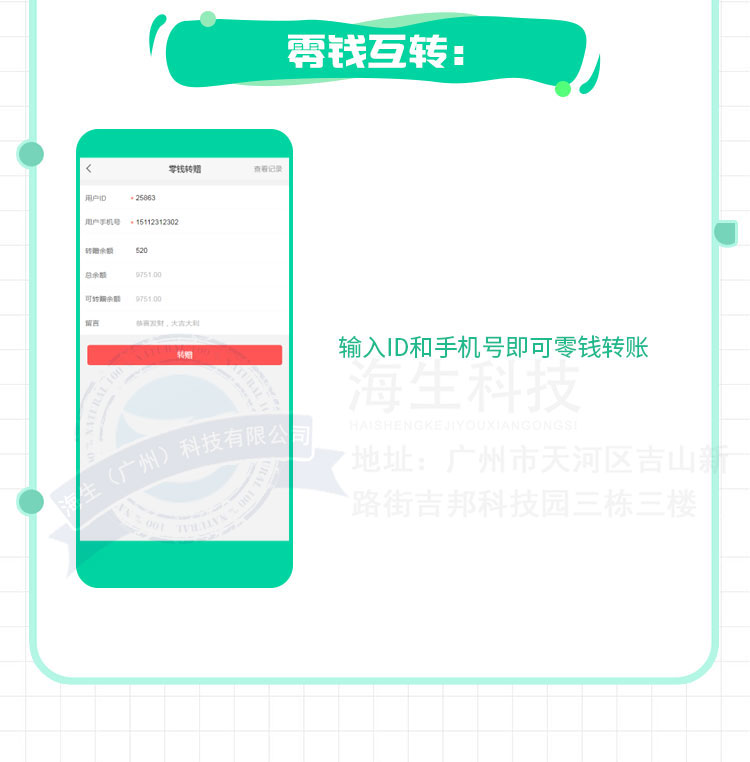 零钱互转：
零钱转赠 查看记录
用户ID * 25863
用户手机号 * 15112312302
转赠余额 520
总余额 9751.00
可转赠余额 9751.00
留言 恭喜发财，大吉大利
转赠
输入ID和手机号即可零钱转账
海生科技
HAISHENGKEJIYOUXIANGONGSI
地址：广州市天河区吉山新
路街吉邦科技园三栋三楼
海生（广州）科技有限公司
100 % NATURAL 100 % NATURAL